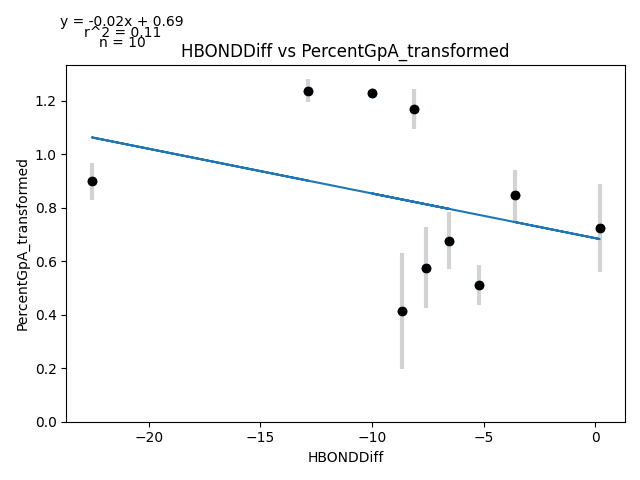 y = -0.02x + 0.69
r^2 = 0.11
n = 10
HBONDDiff vs PercentGpA_transformed
PercentGpA_transformed
1.2
1.0
0.8
0.6
0.4
0.2
0.0
−20
−15
−10
−5
0
HBONDDiff